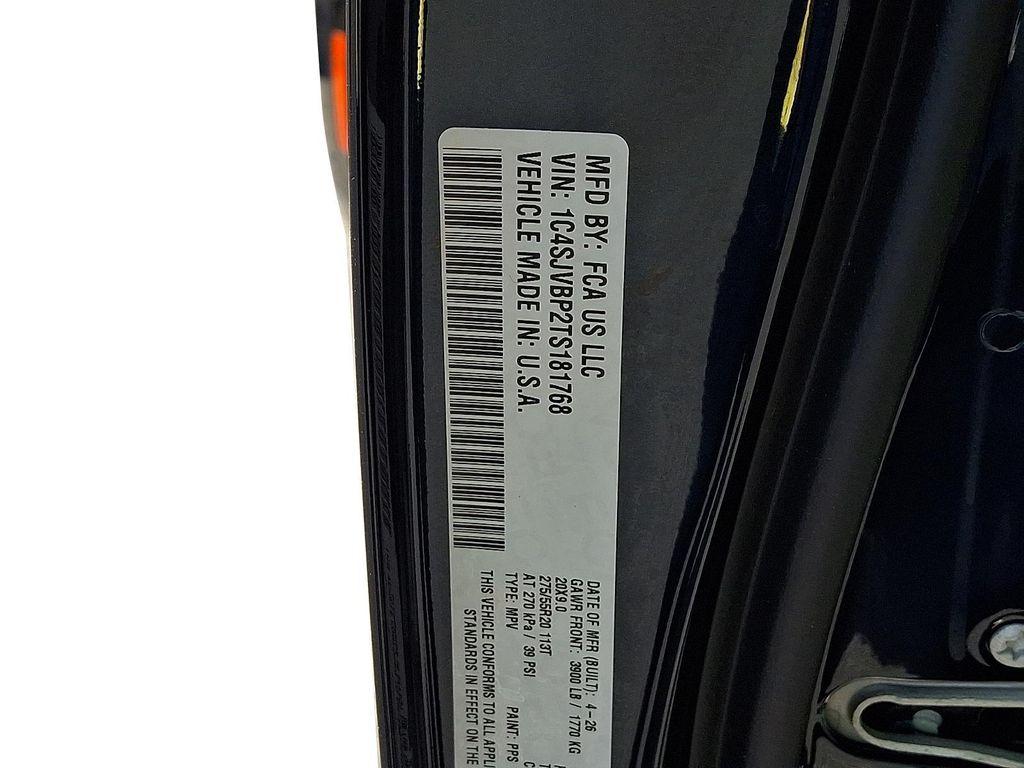 MFD BY: FCA US LLC
VIN: 1C4SJVBP2TS181768
VEHICLE MADE IN: U.S.A.
DATE OF MFR (BUILT): 4-26
GAWR FRONT: 3900 LB / 1770 KG
20X9.0
275/55R20 113T
AT 270 kPa / 39 PSI
TYPE: MPV PAINT: PPS
THIS VEHICLE CONFORMS TO ALL
STANDARDS IN EFFECT ON THE